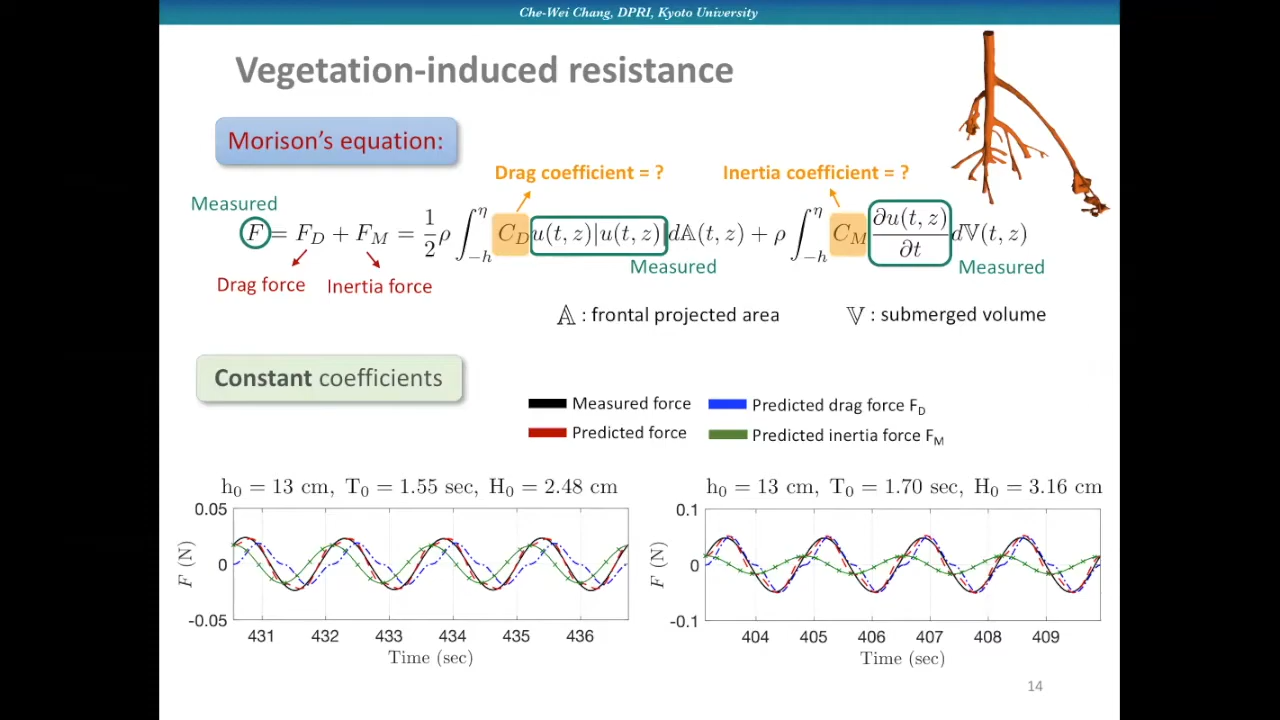 Che-Wei Chang, DPRI, Kyoto University
Vegetation-induced resistance
Morison's equation:
Drag coefficient = ?
Inertia coefficient = ?
Measured
F = F_D + F_M = \frac{1}{2} ρ ∫_{-h}^{η} C_D u(t, z)|u(t, z)| d𝔸(t, z) + ρ ∫_{-h}^{η} C_M \frac{∂u(t, z)}{∂t} d𝕍(t, z)
Measured
Measured
Drag force
Inertia force
𝔸 : frontal projected area
𝕍 : submerged volume
Constant coefficients
Measured force
Predicted drag force F_D
Predicted force
Predicted inertia force F_M
h_0 = 13 cm, T_0 = 1.55 sec, H_0 = 2.48 cm
0.05
0
-0.05
F (N)
431 432 433 434 435 436
Time (sec)
h_0 = 13 cm, T_0 = 1.70 sec, H_0 = 3.16 cm
0.1
0
-0.1
F (N)
404 405 406 407 408 409
Time (sec)
14